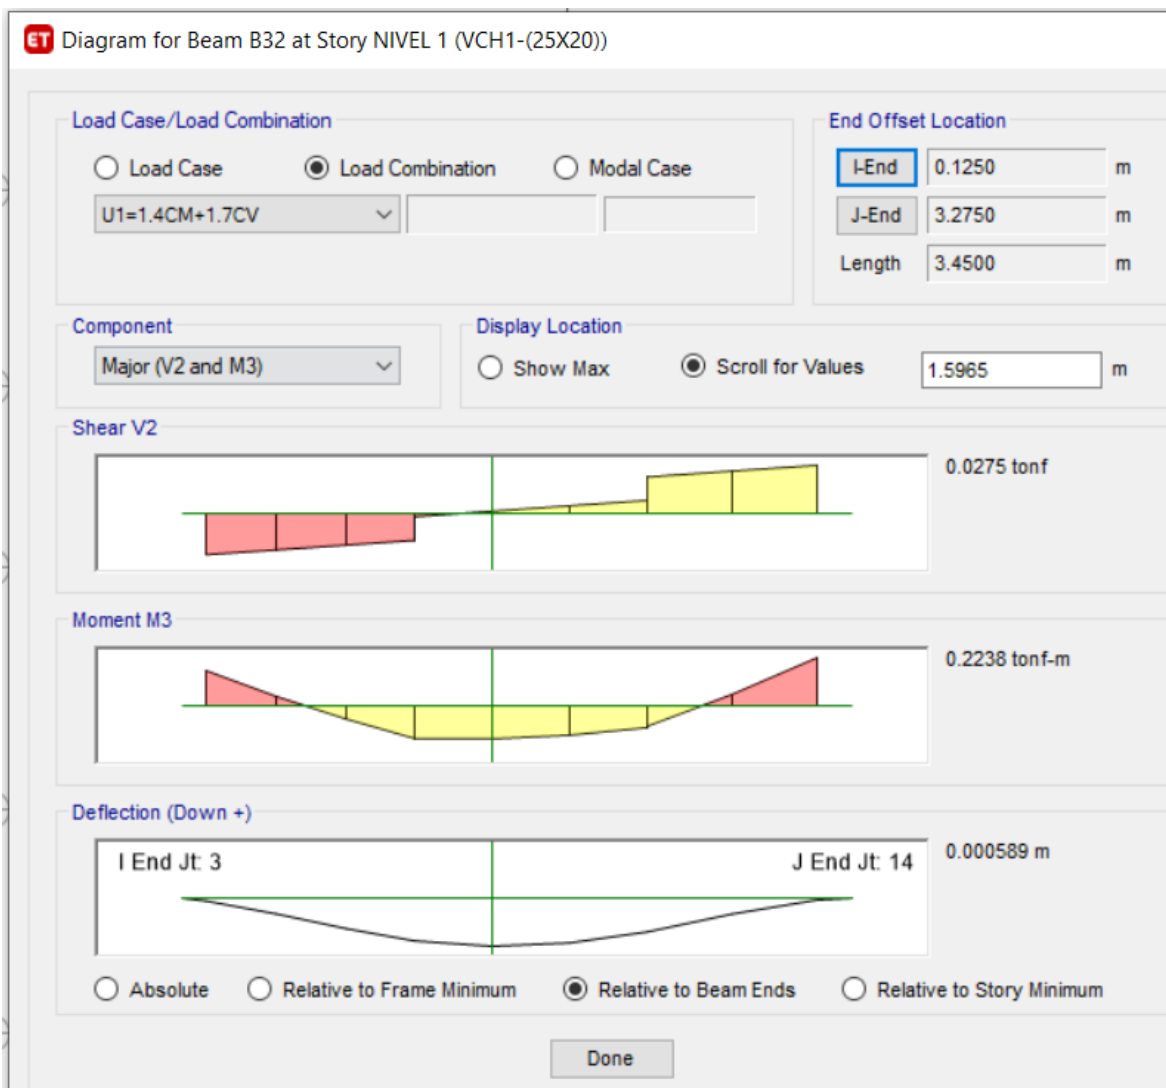 ET Diagram for Beam B32 at Story NIVEL 1 (VCH1-(25X20))
Load Case/Load Combination
Load Case Load Combination Modal Case
U1=1.4CM+1.7CV
End Offset Location
I-End 0.1250 m
J-End 3.2750 m
Length 3.4500 m
Component
Major (V2 and M3)
Display Location
Show Max Scroll for Values 1.5965 m
Shear V2
0.0275 tonf
Moment M3
0.2238 tonf-m
Deflection (Down +)
I End Jt: 3 J End Jt: 14
0.000589 m
Absolute Relative to Frame Minimum Relative to Beam Ends Relative to Story Minimum
Done